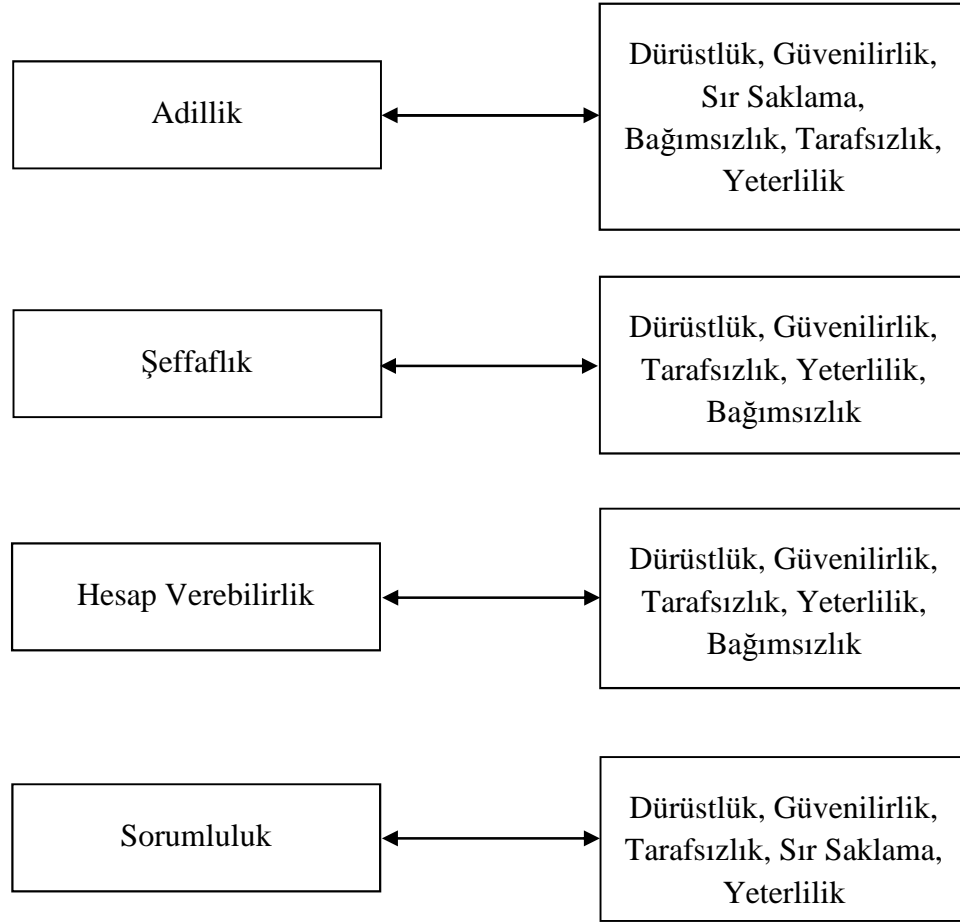 Adillik
Dürüstlük, Güvenilirlik,
Sır Saklama,
Bağımsızlık, Tarafsızlık,
Yeterlilik
Şeffaflık
Dürüstlük, Güvenilirlik,
Tarafsızlık, Yeterlilik,
Bağımsızlık
Hesap Verebilirlik
Dürüstlük, Güvenilirlik,
Tarafsızlık, Yeterlilik,
Bağımsızlık
Sorumluluk
Dürüstlük, Güvenilirlik,
Tarafsızlık, Sır Saklama,
Yeterlilik